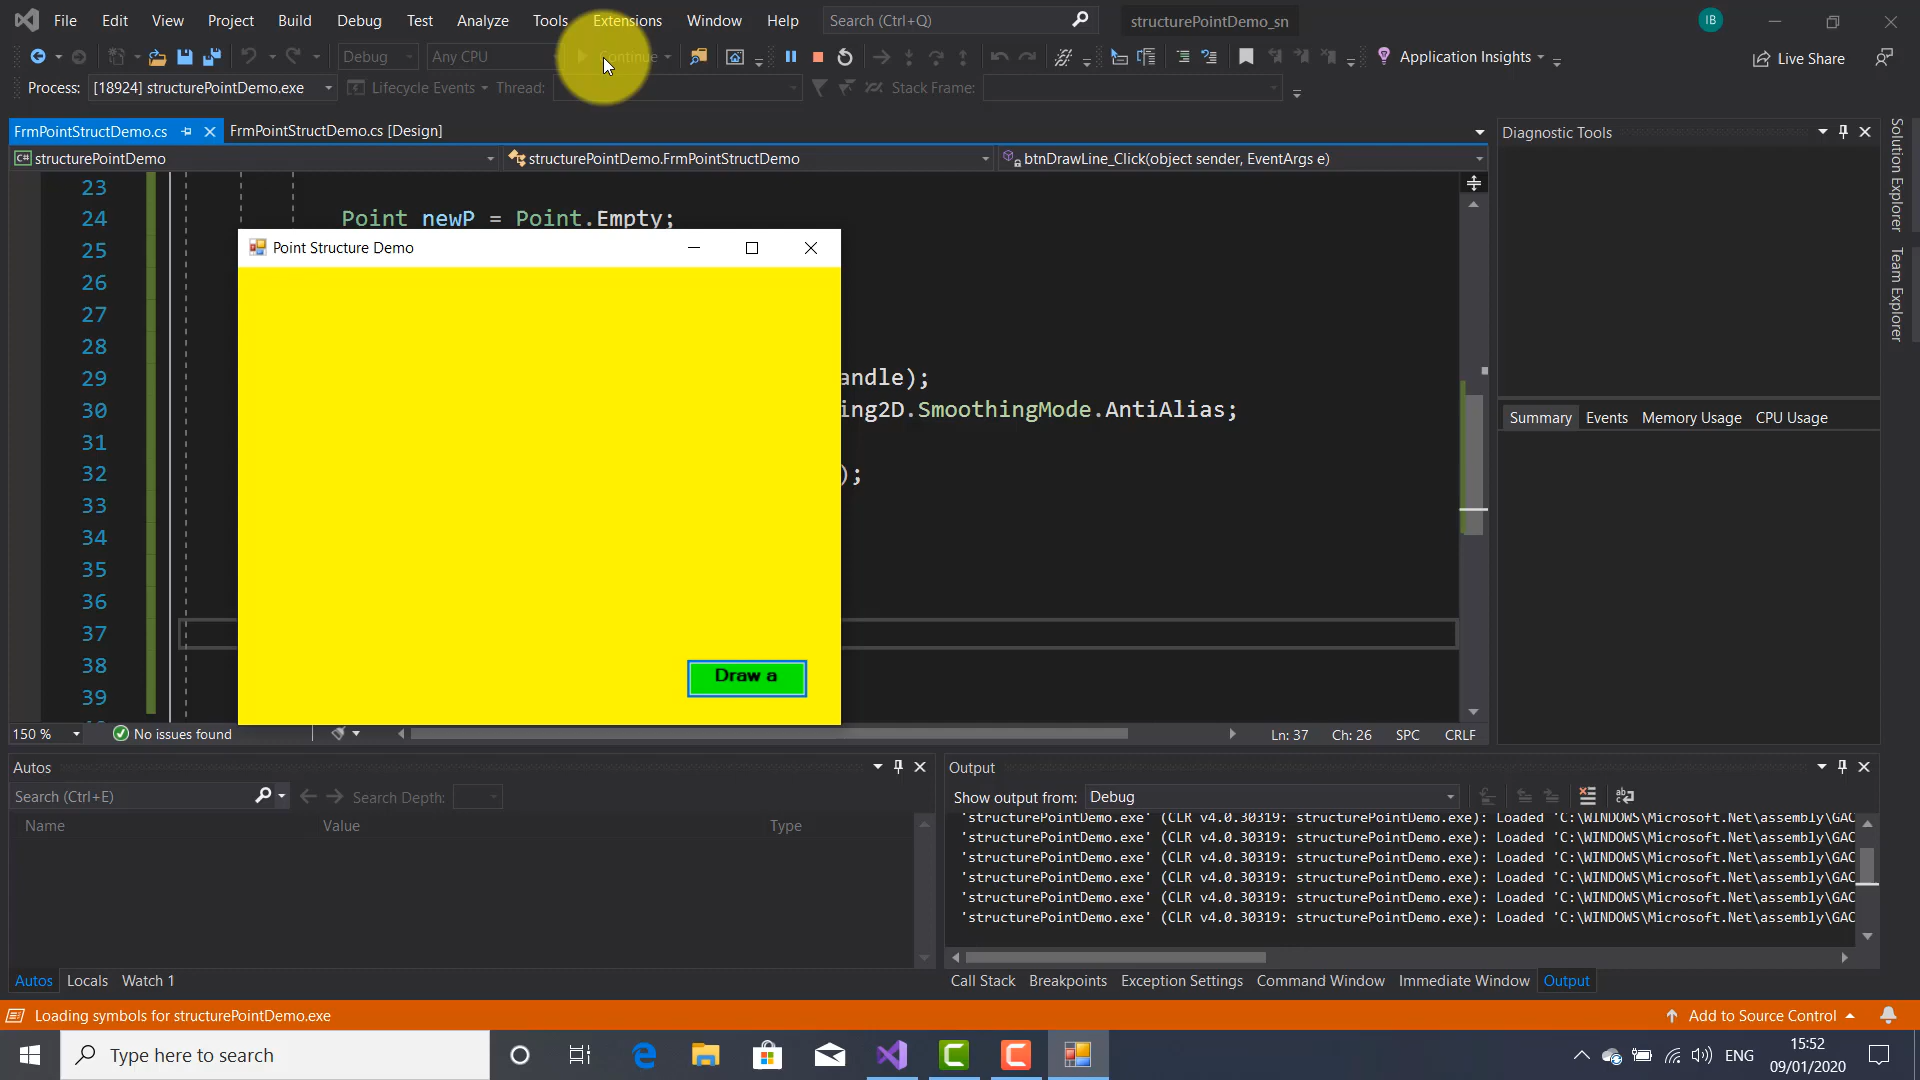 File Edit View Project Build Debug Test Analyze Tools Extensions Window Help Search (Ctrl+Q) structurePointDemo_sn IB
Debug Any CPU Continue Application Insights Live Share
Process: [18924] structurePointDemo.exe Lifecycle Events Thread: Stack Frame:
FrmPointStructDemo.cs FrmPointStructDemo.cs [Design]
structurePointDemo structurePointDemo.FrmPointStructDemo btnDrawLine_Click(object sender, EventArgs e)
23
24 Point newP = Point.Empty;
25
26
27
28
29 andle);
30 ing2D.SmoothingMode.AntiAlias;
31
32 );
33
34
35
36
37
38
39
Point Structure Demo
Draw a
150 % No issues found Ln: 37 Ch: 26 SPC CRLF
Diagnostic Tools
Summary Events Memory Usage CPU Usage
Solution Explorer
Team Explorer
Autos
Search (Ctrl+E) Search Depth:
Name Value Type
Autos Locals Watch 1
Output
Show output from: Debug
'structurePointDemo.exe' (CLR v4.0.30319: structurePointDemo.exe): Loaded 'C:\WINDOWS\Microsoft.Net\assembly\GAC
'structurePointDemo.exe' (CLR v4.0.30319: structurePointDemo.exe): Loaded 'C:\WINDOWS\Microsoft.Net\assembly\GAC
'structurePointDemo.exe' (CLR v4.0.30319: structurePointDemo.exe): Loaded 'C:\WINDOWS\Microsoft.Net\assembly\GAC
'structurePointDemo.exe' (CLR v4.0.30319: structurePointDemo.exe): Loaded 'C:\WINDOWS\Microsoft.Net\assembly\GAC
'structurePointDemo.exe' (CLR v4.0.30319: structurePointDemo.exe): Loaded 'C:\WINDOWS\Microsoft.Net\assembly\GAC
'structurePointDemo.exe' (CLR v4.0.30319: structurePointDemo.exe): Loaded 'C:\WINDOWS\Microsoft.Net\assembly\GAC
Call Stack Breakpoints Exception Settings Command Window Immediate Window Output
Loading symbols for structurePointDemo.exe Add to Source Control
Type here to search ENG
15:52
09/01/2020